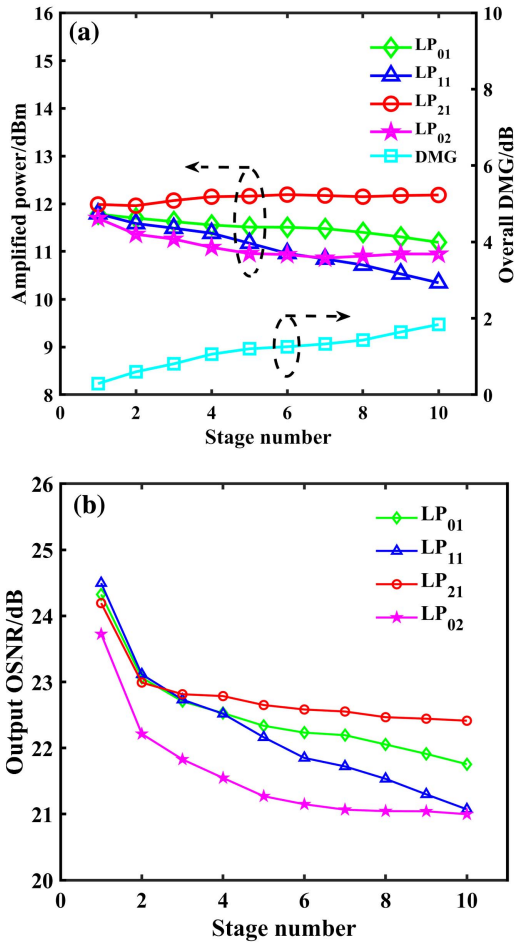 (a)
16
15
14
13
12
11
10
9
8
Amplified power/dBm
10
8
6
4
2
0
Overall DMG/dB
LP01
LP11
LP21
LP02
DMG
0 2 4 6 8 10
Stage number
(b)
26
25
24
23
22
21
20
Output OSNR/dB
LP01
LP11
LP21
LP02
0 2 4 6 8 10
Stage number